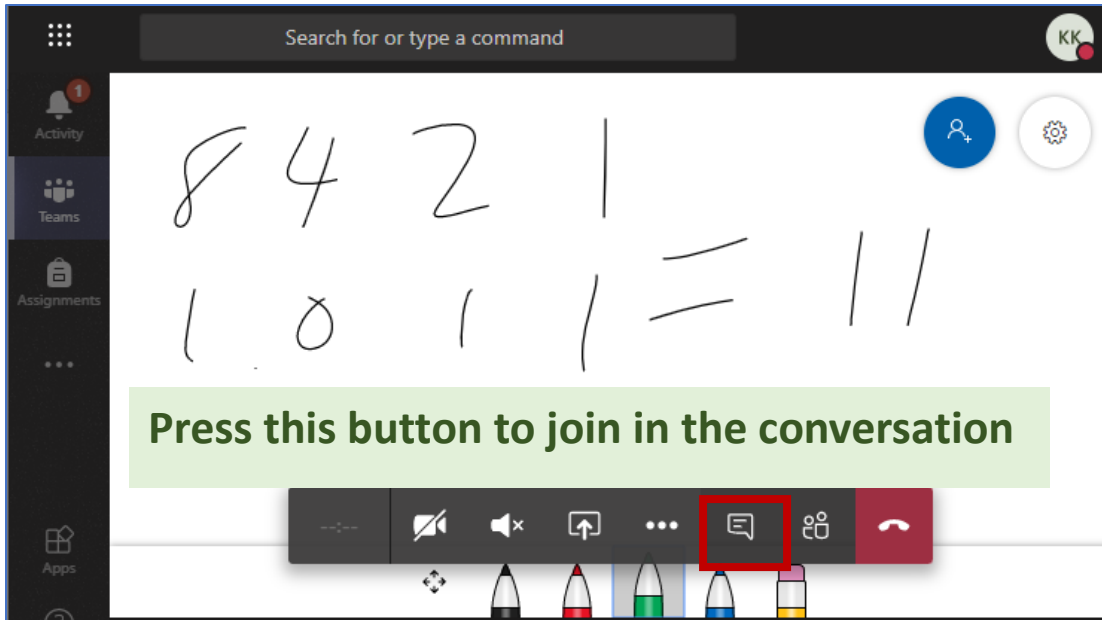 Search for or type a command
KK
1
Activity
Teams
Assignments
8 4 2 1
1 0 1 1 = 11
Press this button to join in the conversation
--:--
Apps